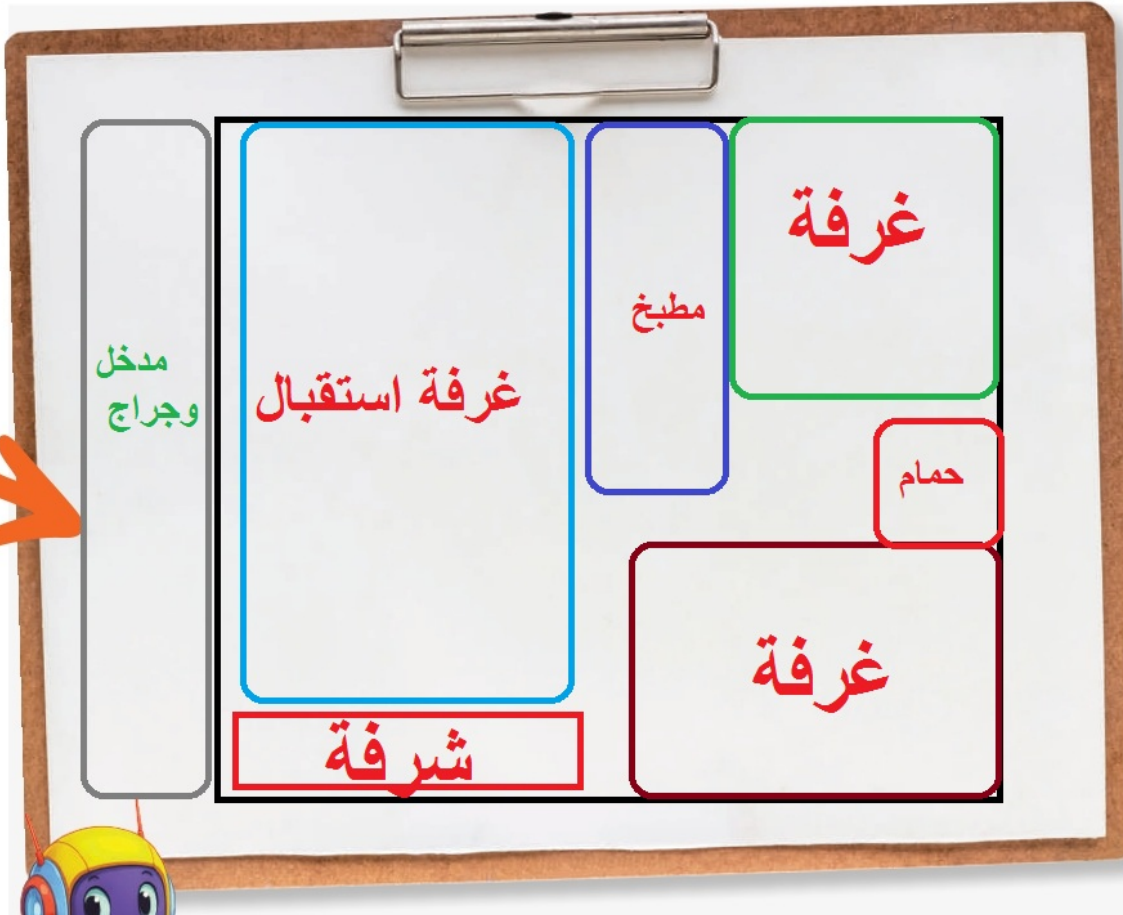 غرفة
مطبخ
غرفة استقبال
مدخل
وجراج
حمام
غرفة
شرفة